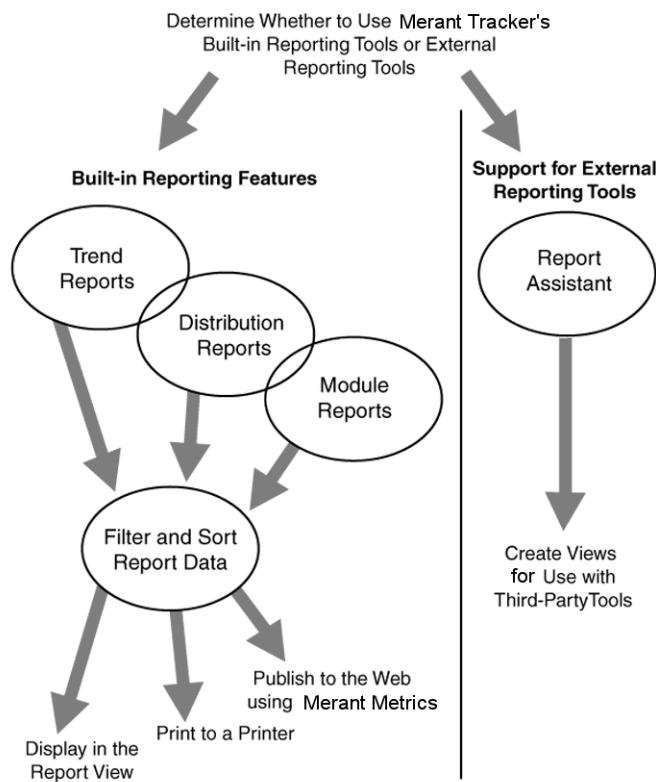 Determine Whether to Use Merant Tracker's
Built-in Reporting Tools or External
Reporting Tools
Built-in Reporting Features
Support for External
Reporting Tools
Trend
Reports
Distribution
Reports
Module
Reports
Report
Assistant
Filter and Sort
Report Data
Create Views
for Use with
Third-PartyTools
Publish to the Web
using Merant Metrics
Print to a Printer
Display in the
Report View